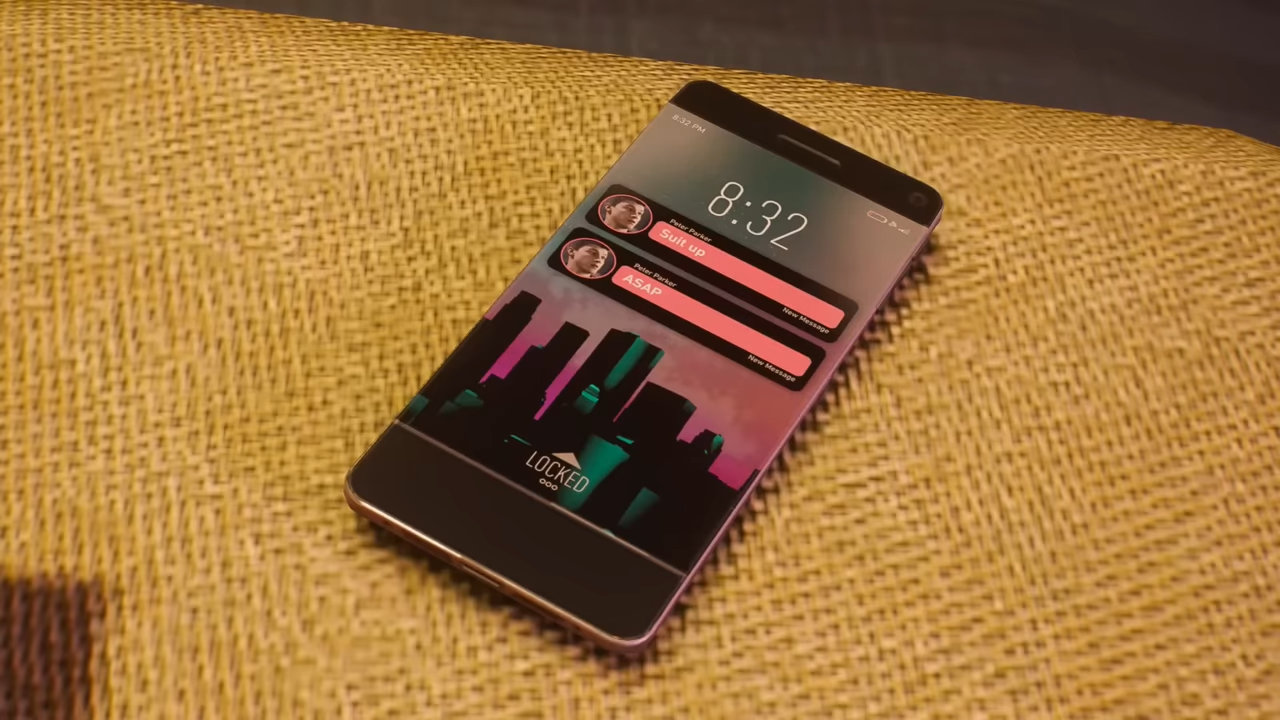 8:32 PM
8:32
Peter Parker
Suit up
New Message
Peter Parker
ASAP
New Message
LOCKED